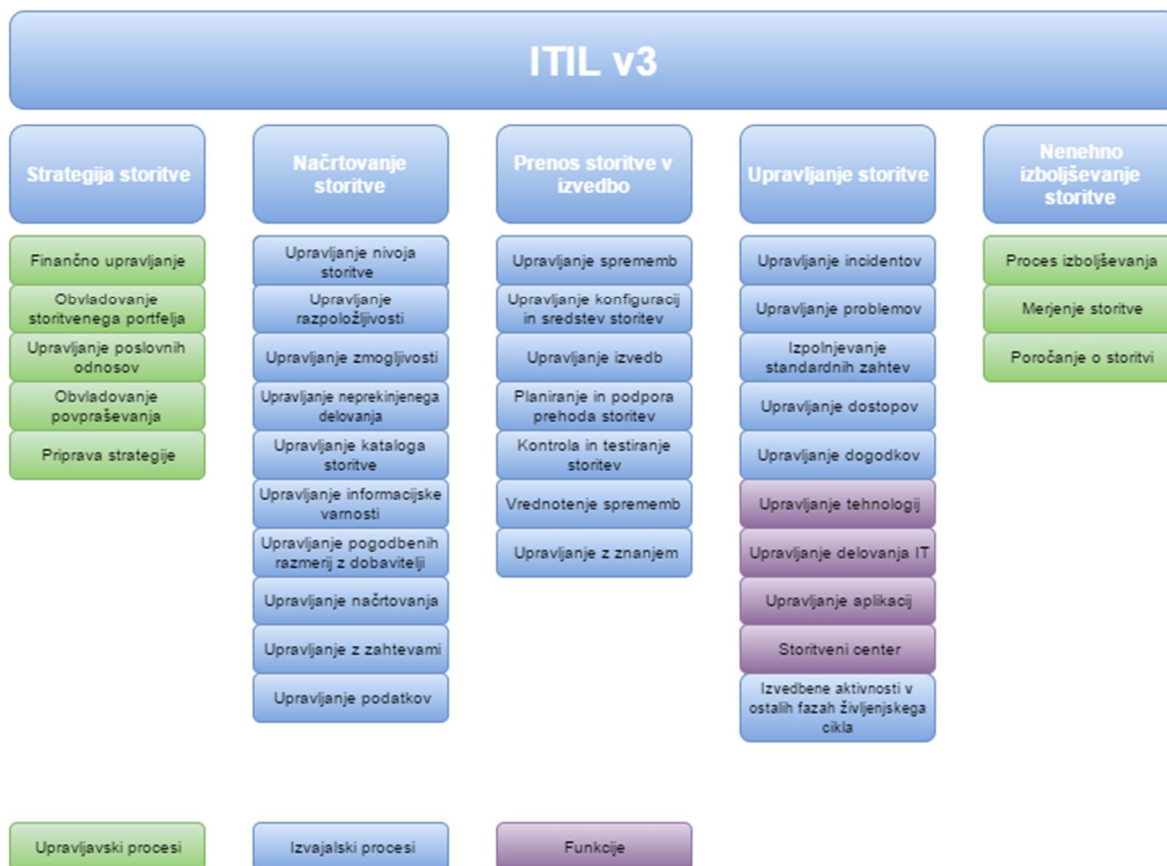 ITIL v3
Strategija storitve
Finančno upravljanje
Obvladovanje
storitvenega portfelja
Upravljanje poslovnih
odnosov
Obvladovanje
povpraševanja
Priprava strategije
Načrtovanje
storitve
Upravljanje nivoja
storitve
Upravljanje
razpoložljivosti
Upravljanje zmogljivosti
Upravljanje neprekinjenega
delovanja
Upravljanje kataloga
storitve
Upravljanje informacijske
varnosti
Upravljanje pogodbenih
razmerij z dobavitelji
Upravljanje načrtovanja
Upravljanje z zahtevami
Upravljanje podatkov
Prenos storitve v
izvedbo
Upravljanje sprememb
Upravljanje konfiguracij
in sredstev storitev
Upravljanje izvedb
Planiranje in podpora
prehoda storitev
Kontrola in testiranje
storitev
Vrednotenje sprememb
Upravljanje z znanjem
Upravljanje storitve
Upravljanje incidentov
Upravljanje problemov
Izpolnjevanje
standardnih zahtev
Upravljanje dostopov
Upravljanje dogodkov
Upravljanje tehnologij
Upravljanje delovanja IT
Upravljanje aplikacij
Storitveni center
Izvedbene aktivnosti v
ostalih fazah življenjskega
cikla
Nenehno
izboljševanje
storitve
Proces izboljševanja
Merjenje storitve
Poročanje o storitvi
Upravljavski procesi
Izvajalski procesi
Funkcije